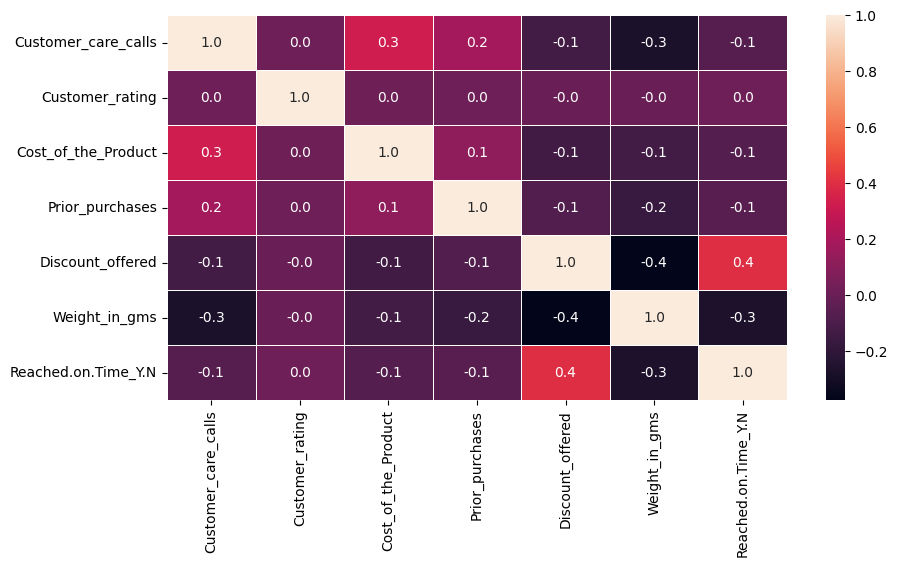 Customer_care_calls 1.0 0.0 0.3 0.2 -0.1 -0.3 -0.1
Customer_rating 0.0 1.0 0.0 0.0 -0.0 -0.0 0.0
Cost_of_the_Product 0.3 0.0 1.0 0.1 -0.1 -0.1 -0.1
Prior_purchases 0.2 0.0 0.1 1.0 -0.1 -0.2 -0.1
Discount_offered -0.1 -0.0 -0.1 -0.1 1.0 -0.4 0.4
Weight_in_gms -0.3 -0.0 -0.1 -0.2 -0.4 1.0 -0.3
Reached.on.Time_Y.N -0.1 0.0 -0.1 -0.1 0.4 -0.3 1.0
Customer_care_calls
Customer_rating
Cost_of_the_Product
Prior_purchases
Discount_offered
Weight_in_gms
Reached.on.Time_Y.N
1.0
0.8
0.6
0.4
0.2
0.0
−0.2